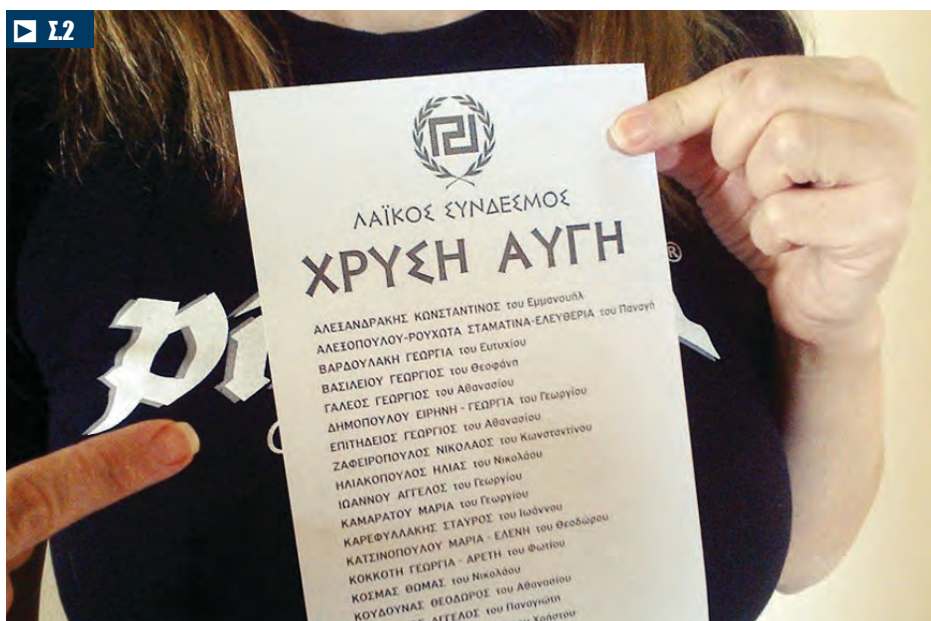 Σ.2
ΛΑΪΚΟΣ ΣΥΝΔΕΣΜΟΣ
ΧΡΥΣΗ ΑΥΓΗ
®
ΑΛΕΞΑΝΔΡΑΚΗΣ ΚΩΝΣΤΑΝΤΙΝΟΣ του Εμμανουήλ
ΑΛΕΞΟΠΟΥΛΟΥ-ΡΟΥΧΩΤΑ ΣΤΑΜΑΤΙΝΑ-ΕΛΕΥΘΕΡΙΑ του Παναγή
ΒΑΡΔΟΥΛΑΚΗ ΓΕΩΡΓΙΑ του Ευτυχίου
ΒΑΣΙΛΕΙΟΥ ΓΕΩΡΓΙΟΣ του Θεοφάνη
ΓΑΛΕΟΣ ΓΕΩΡΓΙΟΣ του Αθανασίου
ΔΗΜΟΠΟΥΛΟΥ ΕΙΡΗΝΗ - ΓΕΩΡΓΙΑ του Γεωργίου
ΕΠΙΤΗΔΕΙΟΣ ΓΕΩΡΓΙΟΣ του Αθανασίου
ΖΑΦΕΙΡΟΠΟΥΛΟΣ ΝΙΚΟΛΑΟΣ του Κωνσταντίνου
ΗΛΙΑΚΟΠΟΥΛΟΣ ΗΛΙΑΣ του Νικολάου
ΙΩΑΝΝΟΥ ΑΓΓΕΛΟΣ του Γεωργίου
ΚΑΜΑΡΑΤΟΥ ΜΑΡΙΑ του Γεωργίου
ΚΑΡΕΦΥΛΛΑΚΗΣ ΣΤΑΥΡΟΣ του Ιωάννου
ΚΑΤΣΙΝΟΠΟΥΛΟΥ ΜΑΡΙΑ - ΕΛΕΝΗ του Θεοδώρου
ΚΟΚΚΟΤΗ ΓΕΩΡΓΙΑ - ΑΡΕΤΗ του Φωτίου
ΚΟΣΜΑΣ ΘΩΜΑΣ του Νικολάου
ΚΟΥΔΟΥΝΑΣ ΘΕΟΔΩΡΟΣ του Αθανασίου
ΑΓΓΕΛΟΣ του Παναγιώτη
Χρήστου